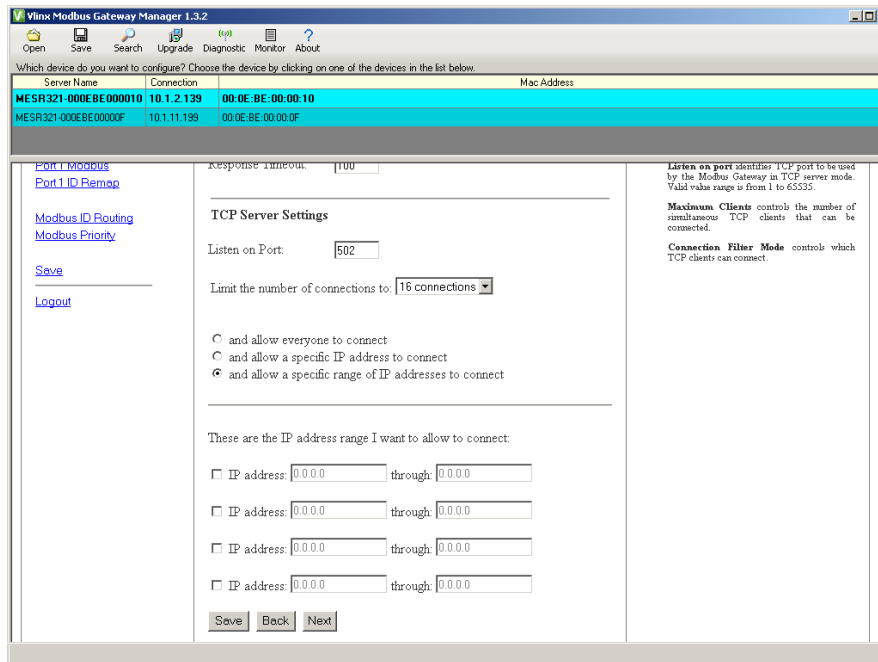 Vlinx Modbus Gateway Manager 1.3.2
Open Save Search Upgrade Diagnostic Monitor About
Which device do you want to configure? Choose the device by clicking on one of the devices in the list below.
Server Name Connection Mac Address
MESR321-000EBE000010 10.1.2.139 00:0E:BE:00:00:10
MESR321-000EBE00000F 10.1.11.199 00:0E:BE:00:00:0F
Port 1 Modbus
Port 1 ID Remap
Modbus ID Routing
Modbus Priority
Save
Logout
Response Timeout: 100
TCP Server Settings
Listen on Port: 502
Limit the number of connections to: 16 connections
and allow everyone to connect
and allow a specific IP address to connect
and allow a specific range of IP addresses to connect
These are the IP address range I want to allow to connect:
IP address: 0.0.0.0 through: 0.0.0.0
IP address: 0.0.0.0 through: 0.0.0.0
IP address: 0.0.0.0 through: 0.0.0.0
IP address: 0.0.0.0 through: 0.0.0.0
Save Back Next
Listen on port identifies TCP port to be used
by the Modbus Gateway in TCP server mode.
Valid value range is from 1 to 65535.
Maximum Clients controls the number of
simultaneous TCP clients that can be
connected.
Connection Filter Mode controls which
TCP clients can connect.